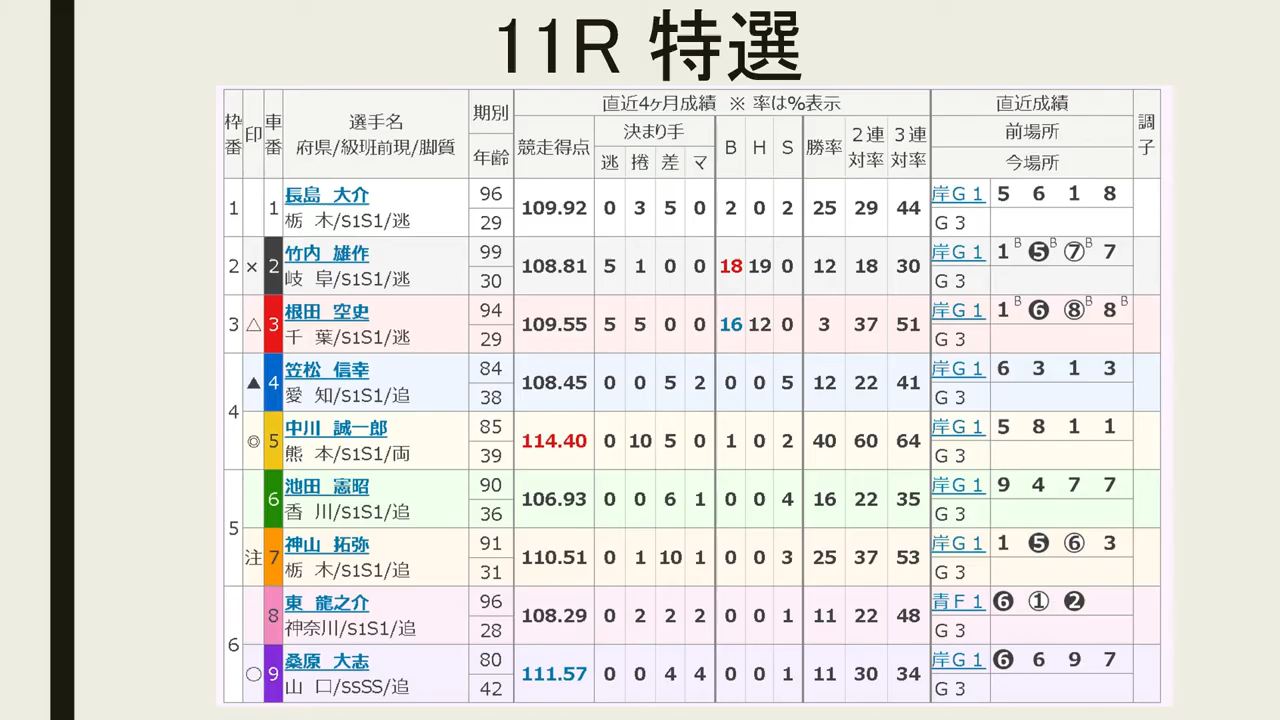 11R 特選
枠番 印 車番 選手名 府県/級班前現/脚質 期別 年齢 競走得点 直近4ヶ月成績 ※ 率は%表示 直近成績 調子
決まり手 B H S 勝率 2連対率 3連対率 前場所
逃 捲 差 マ 今場所
1 1 長島 大介 96 109.92 0 3 5 0 2 0 2 25 29 44 岸G1 5 6 1 8
栃 木/S1S1/逃 29 G3
2 × 2 竹内 雄作 99 108.81 5 1 0 0 18 19 0 12 18 30 岸G1 1B ❺B ⑦B 7
岐 阜/S1S1/逃 30 G3
3 △ 3 根田 空史 94 109.55 5 5 0 0 16 12 0 3 37 51 岸G1 1B ❻ ⑧B 8B
千 葉/S1S1/逃 29 G3
4 ▲ 4 笠松 信幸 84 108.45 0 0 5 2 0 0 5 12 22 41 岸G1 6 3 1 3
愛 知/S1S1/追 38 G3
◎ 5 中川 誠一郎 85 114.40 0 10 5 0 1 0 2 40 60 64 岸G1 5 8 1 1
熊 本/S1S1/両 39 G3
5 6 池田 憲昭 90 106.93 0 0 6 1 0 0 4 16 22 35 岸G1 9 4 7 7
香 川/S1S1/追 36 G3
注 7 神山 拓弥 91 110.51 0 1 10 1 0 0 3 25 37 53 岸G1 1 ❺ ⑥ 3
栃 木/S1S1/追 31 G3
6 8 東 龍之介 96 108.29 0 2 2 2 0 0 1 11 22 48 青F1 ❻ ① ❷
神奈川/S1S1/追 28 G3
○ 9 桑原 大志 80 111.57 0 0 4 4 0 0 1 11 30 34 岸G1 ❻ 6 9 7
山 口/SSSS/追 42 G3